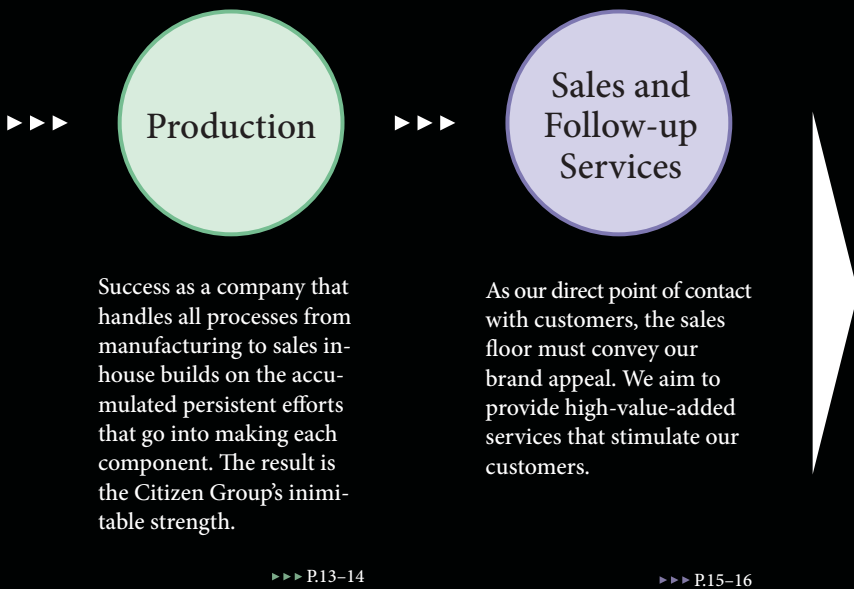 ▶▶▶
Production
Success as a company that
handles all processes from
manufacturing to sales in-
house builds on the accu-
mulated persistent efforts
that go into making each
component. The result is
the Citizen Group’s inimi-
table strength.
▶▶▶ P.13–14
▶▶▶
Sales and
Follow-up
Services
As our direct point of contact
with customers, the sales
floor must convey our
brand appeal. We aim to
provide high-value-added
services that stimulate our
customers.
▶▶▶ P.15–16